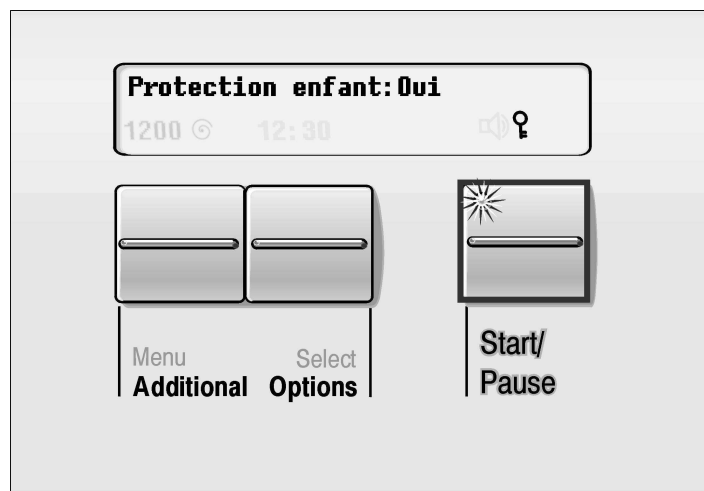 Protection enfant:Oui
1200 12:30
Menu Select
Additional Options
Start/
Pause